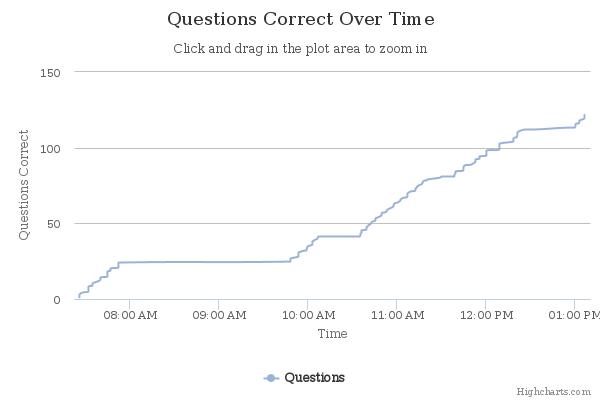 Questions Correct Over Time
Click and drag in the plot area to zoom in
Questions Correct
150
100
50
0
08:00 AM 09:00 AM 10:00 AM 11:00 AM 12:00 PM 01:00 PM
Time
Questions
Highcharts.com